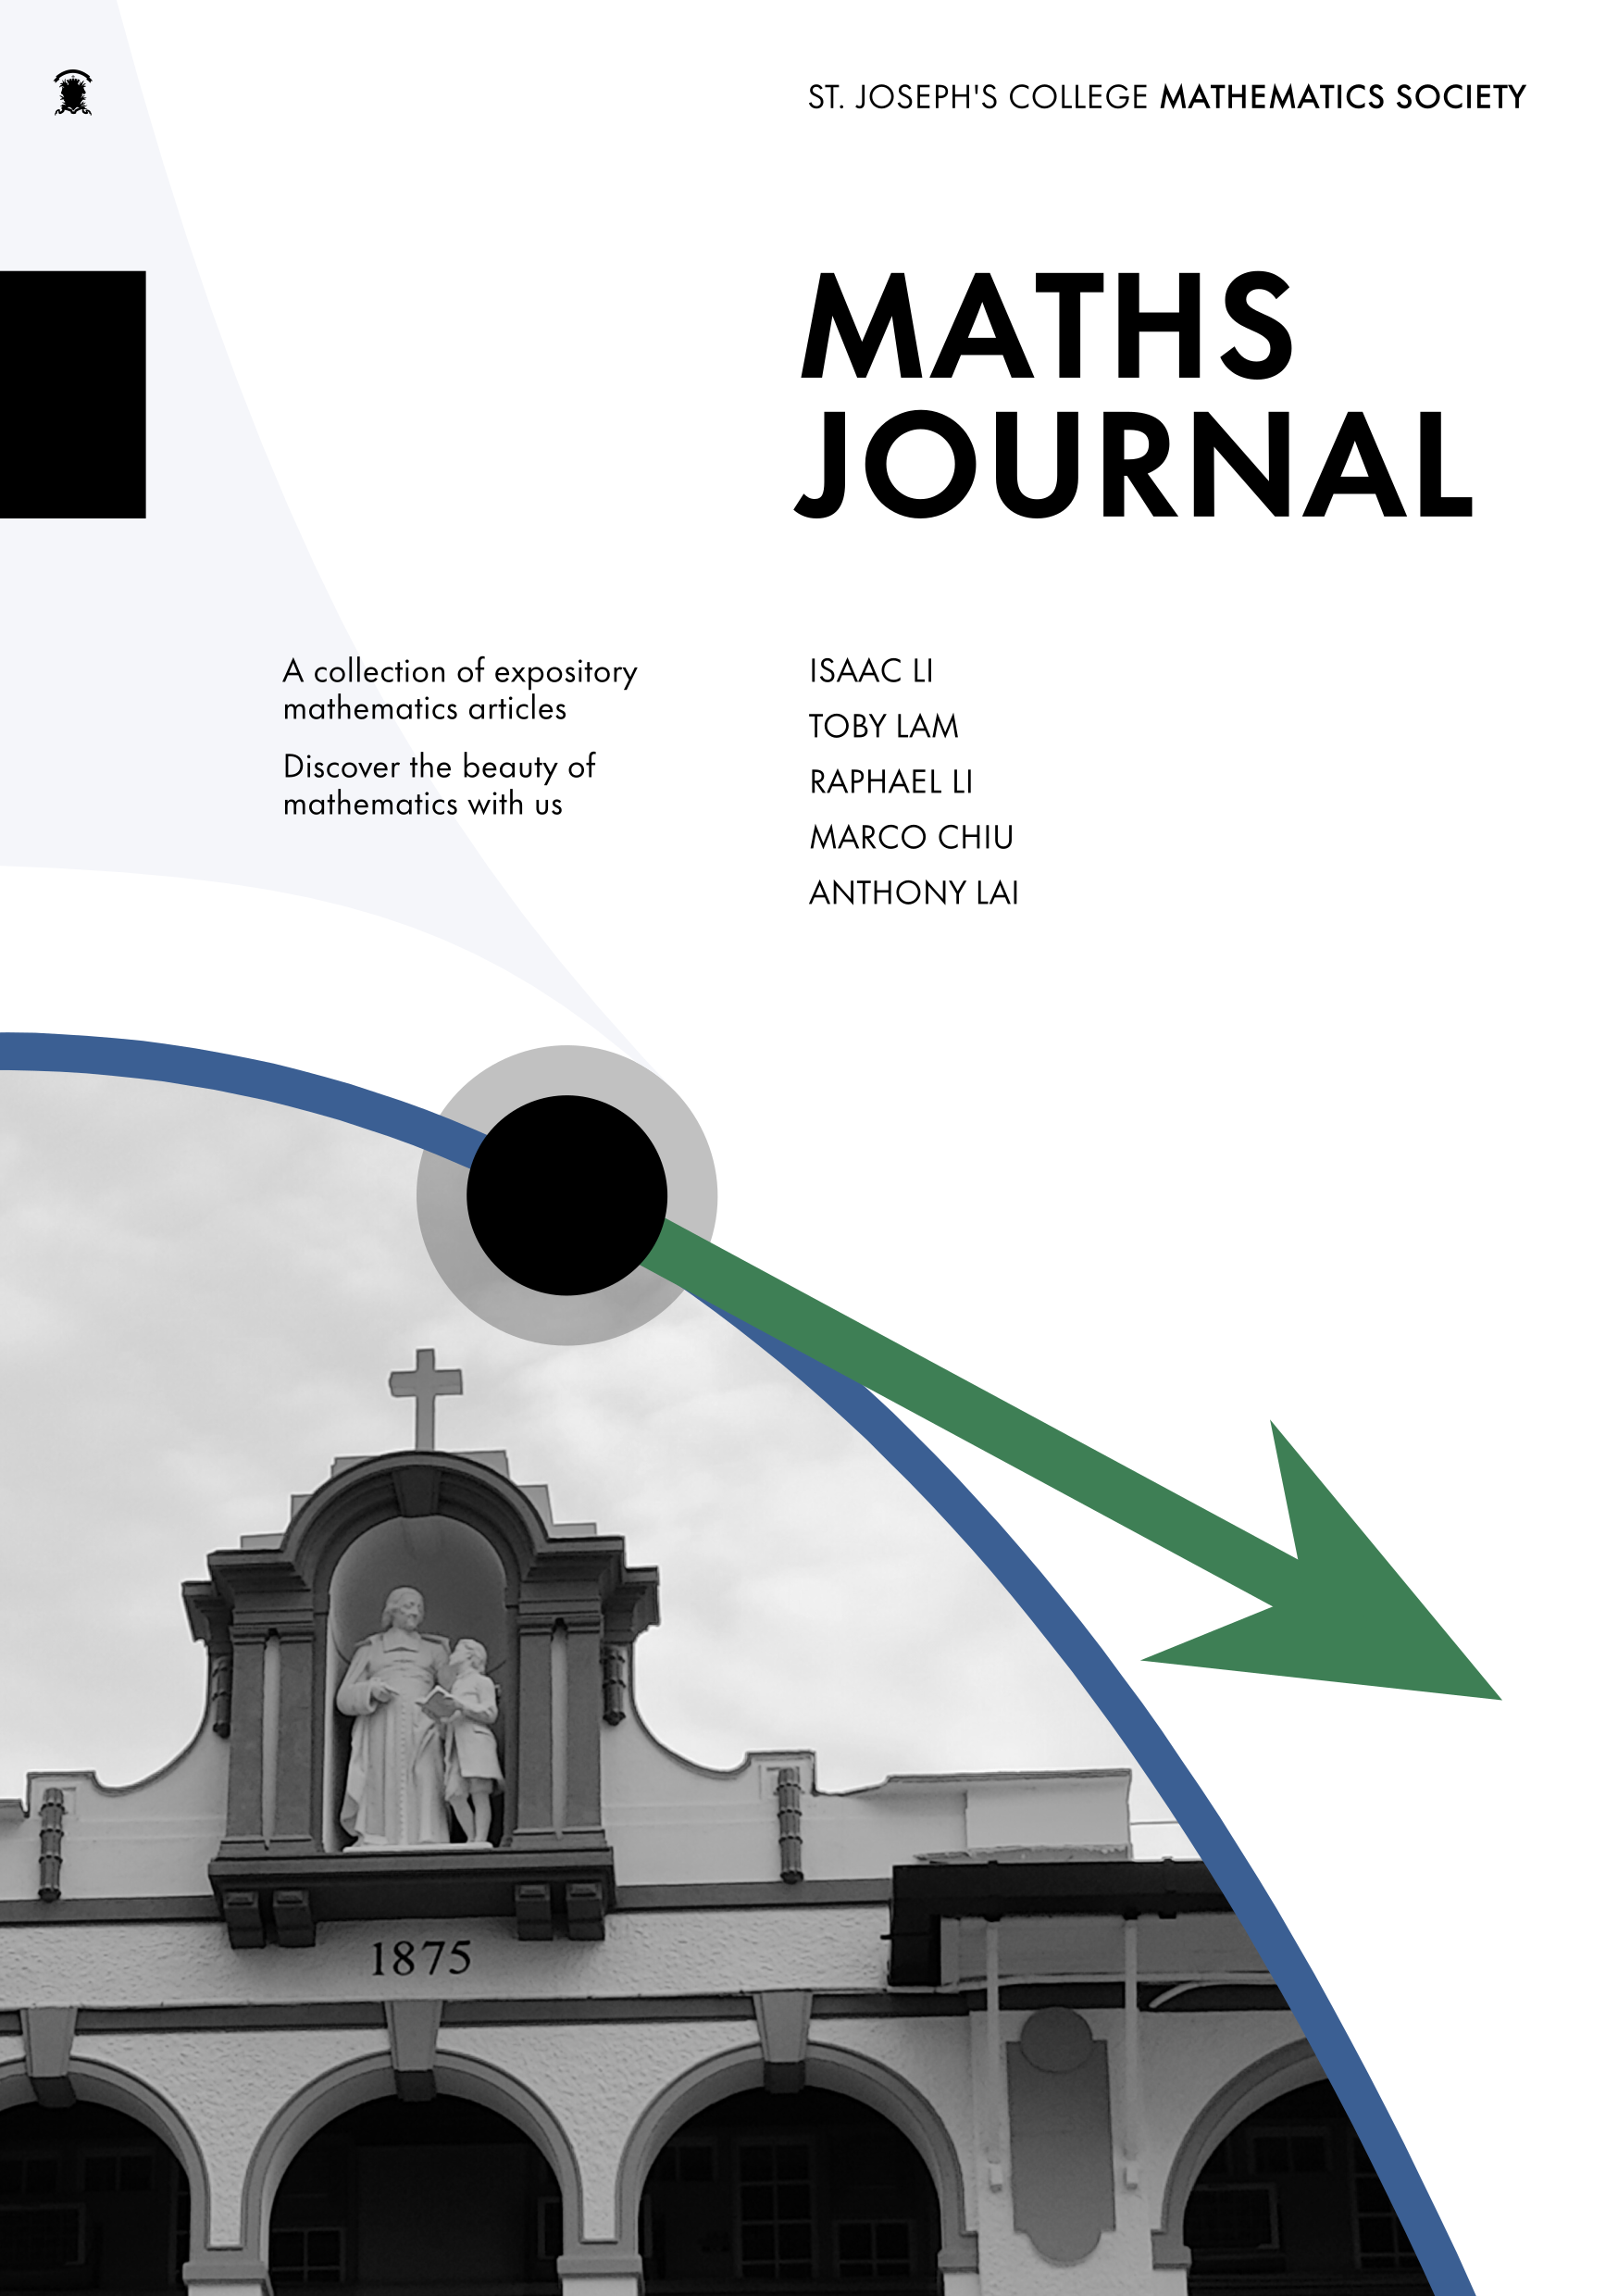 ST. JOSEPH'S COLLEGE MATHEMATICS SOCIETY
MATHS
JOURNAL
A collection of expository
mathematics articles
Discover the beauty of
mathematics with us
ISAAC LI
TOBY LAM
RAPHAEL LI
MARCO CHIU
ANTHONY LAI
1875